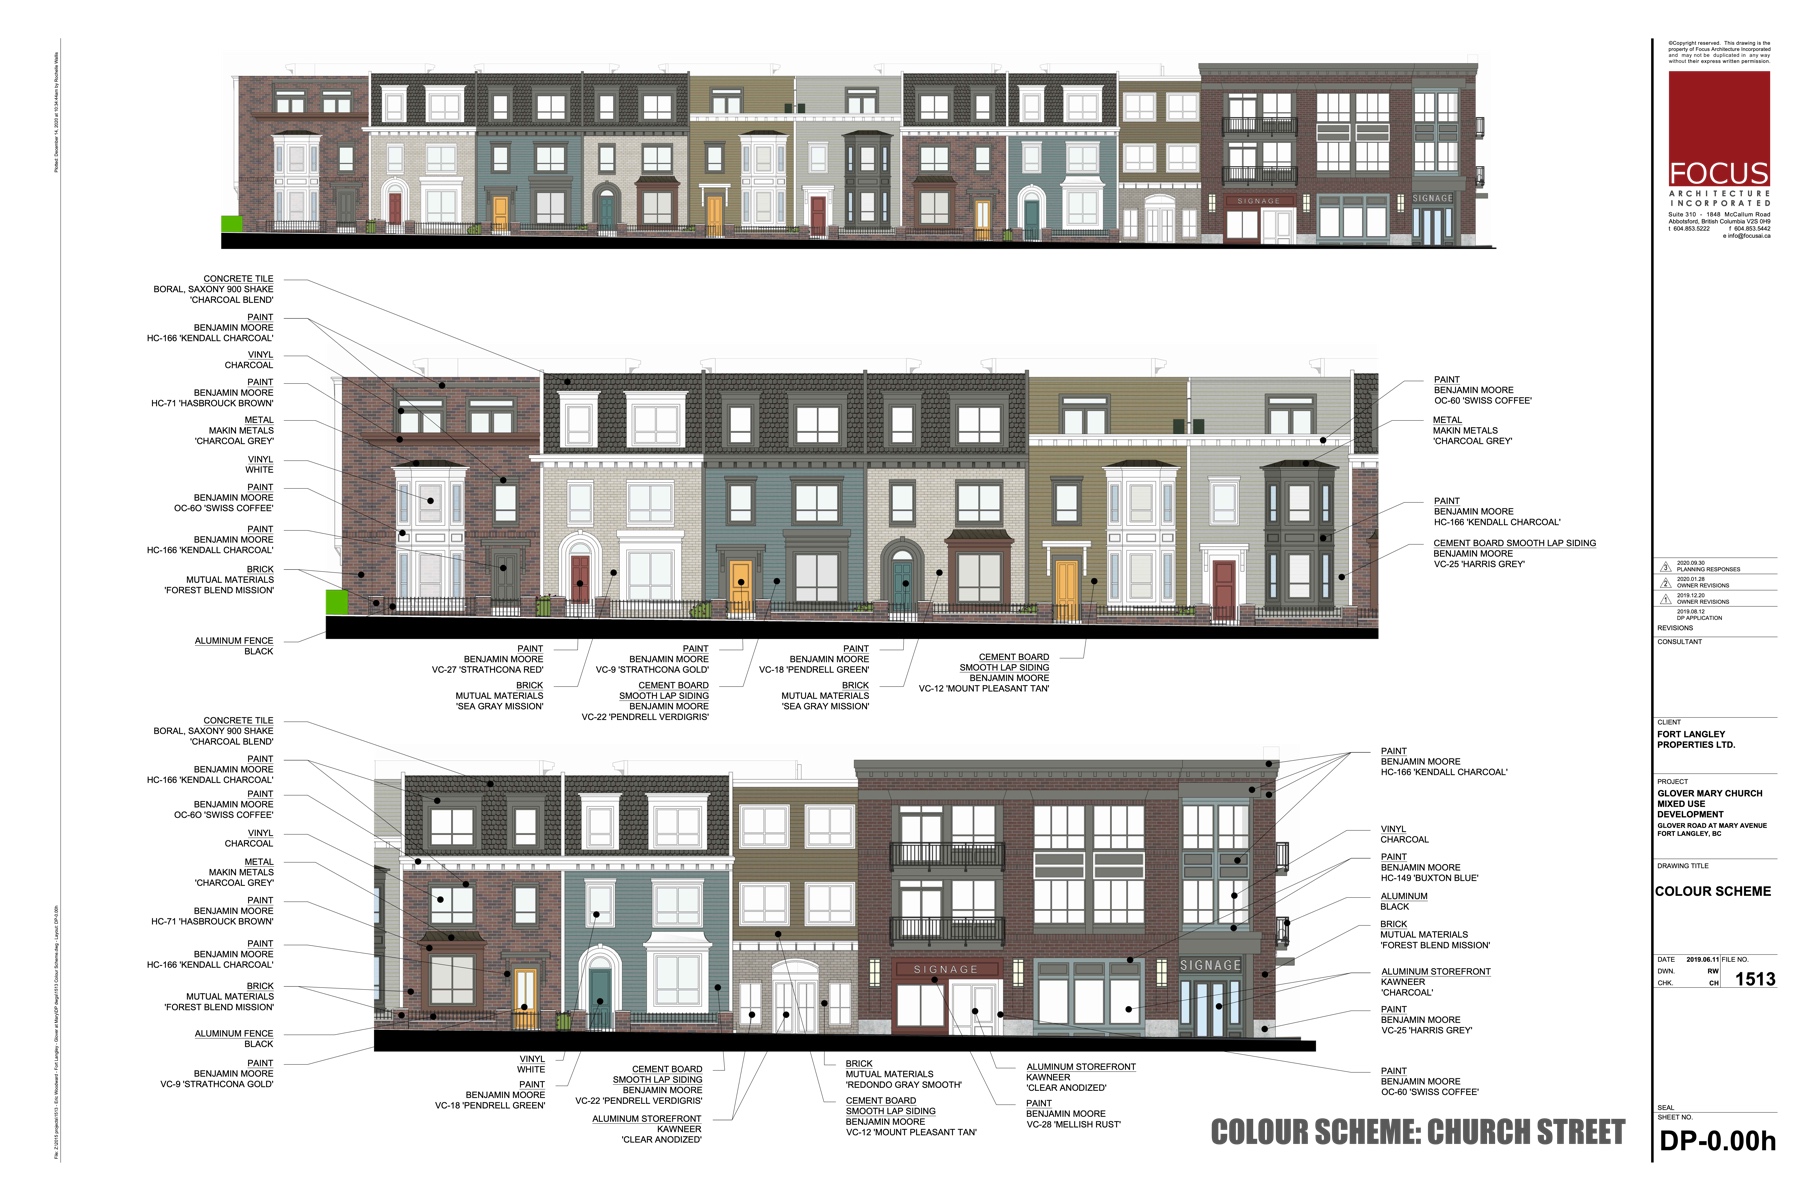 ©Copyright reserved. This drawing is the
property of Focus Architecture Incorporated
and may not be duplicated in any way
without their express written permission.
FOCUS
ARCHITECTURE
INCORPORATED
Suite 310 - 1848 McCallum Road
Abbotsford, British Columbia V2S 0H9
t 604.853.5222 f 604.853.5442
e info@focusai.ca
SIGNAGE
SIGNAGE
CONCRETE TILE
BORAL, SAXONY 900 SHAKE
'CHARCOAL BLEND'
PAINT
BENJAMIN MOORE
HC-166 'KENDALL CHARCOAL'
VINYL
CHARCOAL
PAINT
BENJAMIN MOORE
HC-71 'HASBROUCK BROWN'
METAL
MAKIN METALS
'CHARCOAL GREY'
VINYL
WHITE
PAINT
BENJAMIN MOORE
OC-6O 'SWISS COFFEE'
PAINT
BENJAMIN MOORE
HC-166 'KENDALL CHARCOAL'
BRICK
MUTUAL MATERIALS
'FOREST BLEND MISSION'
ALUMINUM FENCE
BLACK
PAINT
BENJAMIN MOORE
OC-60 'SWISS COFFEE'
METAL
MAKIN METALS
'CHARCOAL GREY'
PAINT
BENJAMIN MOORE
HC-166 'KENDALL CHARCOAL'
CEMENT BOARD SMOOTH LAP SIDING
BENJAMIN MOORE
VC-25 'HARRIS GREY'
PAINT
BENJAMIN MOORE
VC-27 'STRATHCONA RED'
BRICK
MUTUAL MATERIALS
'SEA GRAY MISSION'
PAINT
BENJAMIN MOORE
VC-9 'STRATHCONA GOLD'
CEMENT BOARD
SMOOTH LAP SIDING
BENJAMIN MOORE
VC-22 'PENDRELL VERDIGRIS'
PAINT
BENJAMIN MOORE
VC-18 'PENDRELL GREEN'
BRICK
MUTUAL MATERIALS
'SEA GRAY MISSION'
CEMENT BOARD
SMOOTH LAP SIDING
BENJAMIN MOORE
VC-12 'MOUNT PLEASANT TAN'
CONCRETE TILE
BORAL, SAXONY 900 SHAKE
'CHARCOAL BLEND'
PAINT
BENJAMIN MOORE
HC-166 'KENDALL CHARCOAL'
PAINT
BENJAMIN MOORE
OC-6O 'SWISS COFFEE'
VINYL
CHARCOAL
METAL
MAKIN METALS
'CHARCOAL GREY'
PAINT
BENJAMIN MOORE
HC-71 'HASBROUCK BROWN'
PAINT
BENJAMIN MOORE
HC-166 'KENDALL CHARCOAL'
BRICK
MUTUAL MATERIALS
'FOREST BLEND MISSION'
ALUMINUM FENCE
BLACK
PAINT
BENJAMIN MOORE
VC-9 'STRATHCONA GOLD'
SIGNAGE
SIGNAGE
PAINT
BENJAMIN MOORE
HC-166 'KENDALL CHARCOAL'
VINYL
CHARCOAL
PAINT
BENJAMIN MOORE
HC-149 'BUXTON BLUE'
ALUMINUM
BLACK
BRICK
MUTUAL MATERIALS
'FOREST BLEND MISSION'
ALUMINUM STOREFRONT
KAWNEER
'CHARCOAL'
PAINT
BENJAMIN MOORE
VC-25 'HARRIS GREY'
PAINT
BENJAMIN MOORE
OC-60 'SWISS COFFEE'
VINYL
WHITE
PAINT
BENJAMIN MOORE
VC-18 'PENDRELL GREEN'
CEMENT BOARD
SMOOTH LAP SIDING
BENJAMIN MOORE
VC-22 'PENDRELL VERDIGRIS'
ALUMINUM STOREFRONT
KAWNEER
'CLEAR ANODIZED'
BRICK
MUTUAL MATERIALS
'REDONDO GRAY SMOOTH'
CEMENT BOARD
SMOOTH LAP SIDING
BENJAMIN MOORE
VC-12 'MOUNT PLEASANT TAN'
ALUMINUM STOREFRONT
KAWNEER
'CLEAR ANODIZED'
PAINT
BENJAMIN MOORE
VC-28 'MELLISH RUST'
COLOUR SCHEME: CHURCH STREET
3 2020.09.30
PLANNING RESPONSES
2 2020.01.28
OWNER REVISIONS
1 2019.12.20
OWNER REVISIONS
2019.08.12
DP APPLICATION
REVISIONS
CONSULTANT
CLIENT
FORT LANGLEY
PROPERTIES LTD.
PROJECT
GLOVER MARY CHURCH
MIXED USE
DEVELOPMENT
GLOVER ROAD AT MARY AVENUE
FORT LANGLEY, BC
DRAWING TITLE
COLOUR SCHEME
DATE 2019.06.11 FILE NO.
DWN. RW
CHK. CH
1513
SEAL
SHEET NO.
DP-0.00h